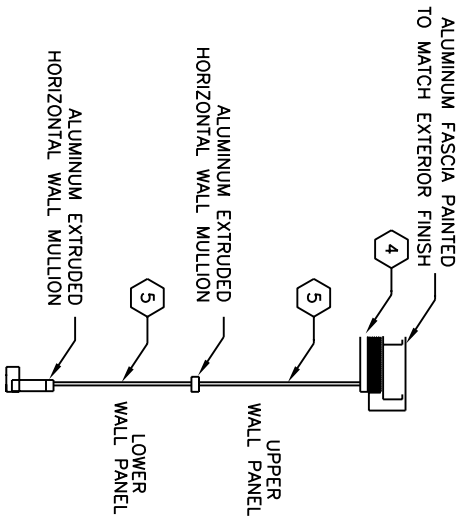 ALUMINUM FASCIA PAINTED
TO MATCH EXTERIOR FINISH
4
5
ALUMINUM EXTRUDED
HORIZONTAL WALL MULLION
5
ALUMINUM EXTRUDED
HORIZONTAL WALL MULLION
UPPER
WALL PANEL
LOWER
WALL PANEL